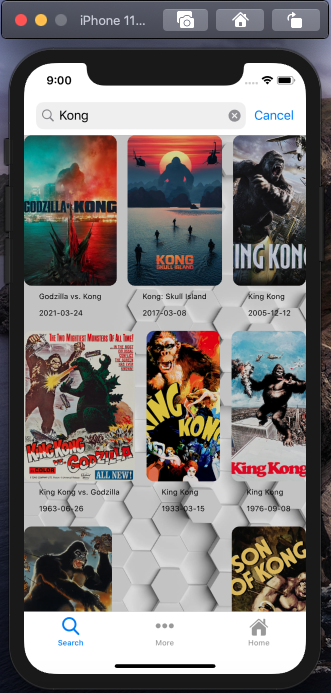 iPhone 11...
9:00
Kong
Cancel
GODZILLA vs KONG
KONG
SKULL ISLAND
KING KONG
Godzilla vs. Kong
Kong: Skull Island
King Kong
2021-03-24
2017-03-08
2005-12-12
THE TWO MIGHTIEST MONSTERS OF ALL TIME!
KING KONG
VS.
GODZILLA
IN COLOR
ALL NEW!
KING KONG
King Kong
King Kong vs. Godzilla
King Kong
King Kong
1963-06-26
1933-03-15
1976-09-08
SON
OF KONG
Search
More
Home